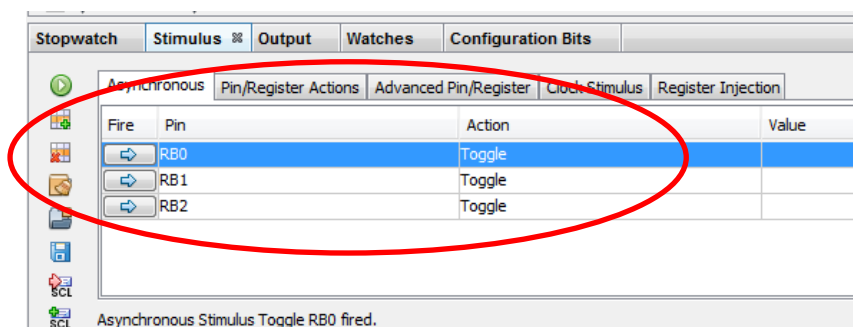 Stopwatch Stimulus Output Watches Configuration Bits
Asynchronous Pin/Register Actions Advanced Pin/Register Clock Stimulus Register Injection
Fire Pin Action Value
RB0 Toggle
RB1 Toggle
RB2 Toggle
SCL
SCL
Asynchronous Stimulus Toggle RB0 fired.